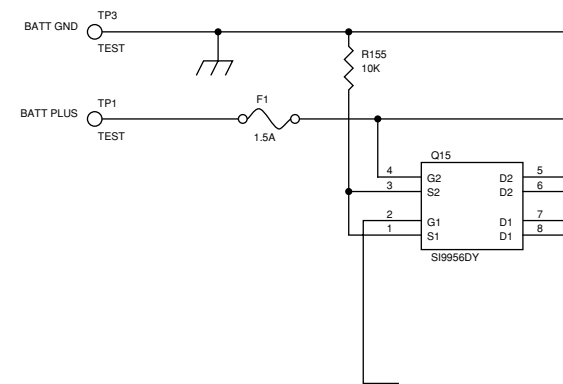 TP3
BATT GND
TEST
R155
10K
TP1
F1
BATT PLUS
TEST
1.5A
Q15
4 G2 D2 5
3 S2 D2 6
2 G1 D1 7
1 S1 D1 8
SI9956DY